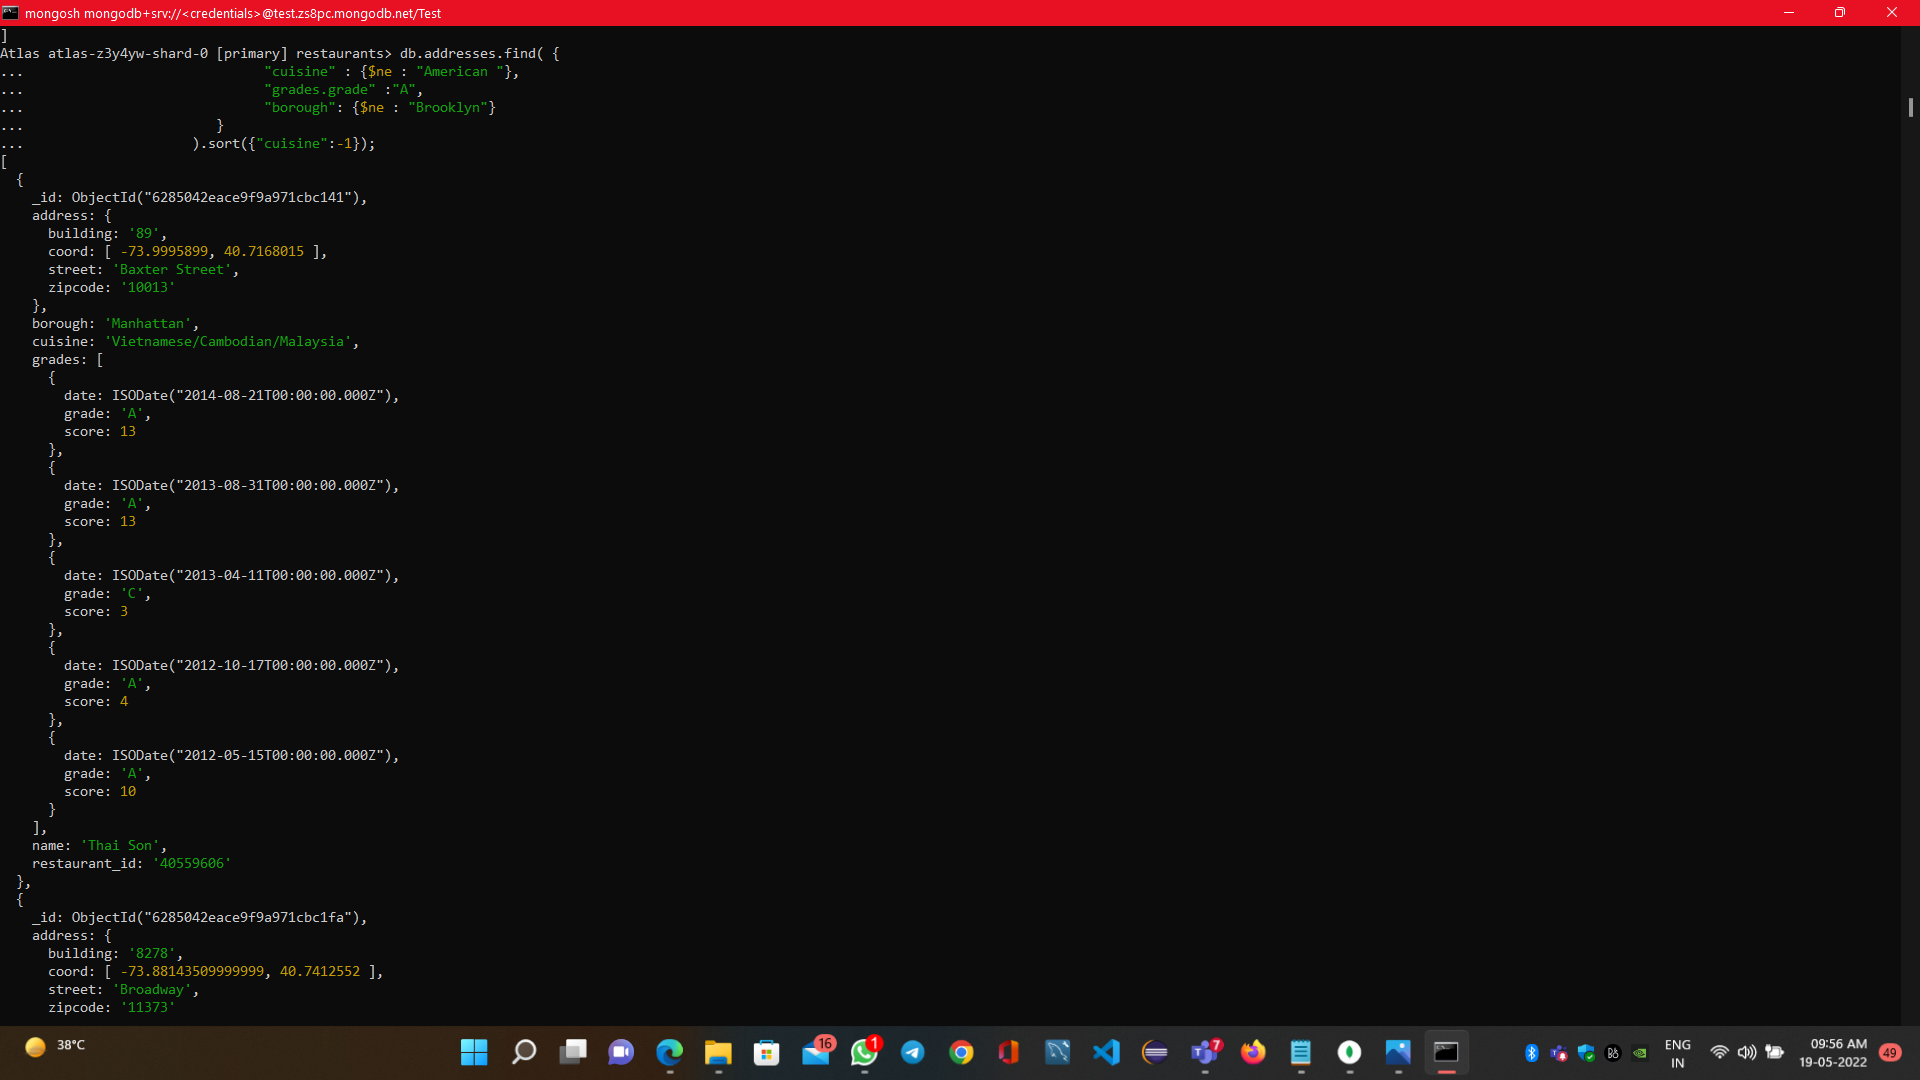 mongosh mongodb+srv://<credentials>@test.zs8pc.mongodb.net/Test
]
Atlas atlas-z3y4yw-shard-0 [primary] restaurants> db.addresses.find( {
...                              "cuisine" : {$ne : "American "},
...                              "grades.grade" :"A",
...                              "borough": {$ne : "Brooklyn"}
...                        }
...                     ).sort({"cuisine":-1});
[
  {
    _id: ObjectId("6285042eace9f9a971cbc141"),
    address: {
      building: '89',
      coord: [ -73.9995899, 40.7168015 ],
      street: 'Baxter Street',
      zipcode: '10013'
    },
    borough: 'Manhattan',
    cuisine: 'Vietnamese/Cambodian/Malaysia',
    grades: [
      {
        date: ISODate("2014-08-21T00:00:00.000Z"),
        grade: 'A',
        score: 13
      },
      {
        date: ISODate("2013-08-31T00:00:00.000Z"),
        grade: 'A',
        score: 13
      },
      {
        date: ISODate("2013-04-11T00:00:00.000Z"),
        grade: 'C',
        score: 3
      },
      {
        date: ISODate("2012-10-17T00:00:00.000Z"),
        grade: 'A',
        score: 4
      },
      {
        date: ISODate("2012-05-15T00:00:00.000Z"),
        grade: 'A',
        score: 10
      }
    ],
    name: 'Thai Son',
    restaurant_id: '40559606'
  },
  {
    _id: ObjectId("6285042eace9f9a971cbc1fa"),
    address: {
      building: '8278',
      coord: [ -73.88143509999999, 40.7412552 ],
      street: 'Broadway',
      zipcode: '11373'
38°C
16
1
7
ENG
IN
09:56 AM
19-05-2022
49